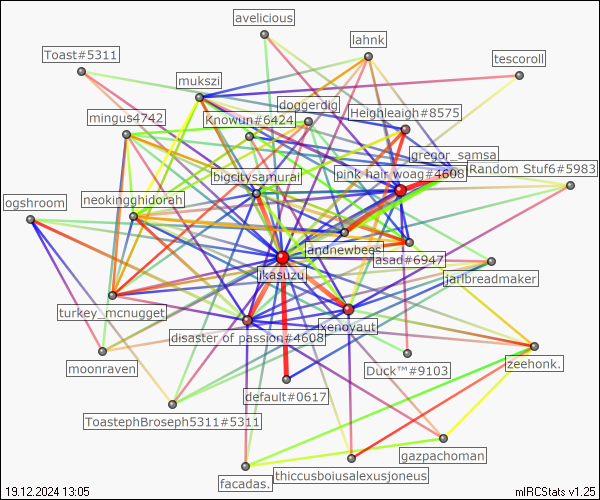 avelicious
Toast#5311
lahnk
tescoroll
mukszi
doggerdig
mingus4742
Knowun#6424
Heighleaigh#8575
gregor_samsa
bigcitysamurai
pink hair woag#4608
Random Stuf6#5983
ogshroom
neokingghidorah
landnewbees
asad#6947
ikasuzu
jarlbreadmaker
turkey_mcnugget
xenoyaut
disaster of passion#4608
moonraven
Duck™#9103
zeehonk.
default#0617
ToastephBroseph5311#5311
gazpachoman
facadas.
thiccusboiusalexusjoneus
19.12.2024 13:05
mIRCStats v1.25